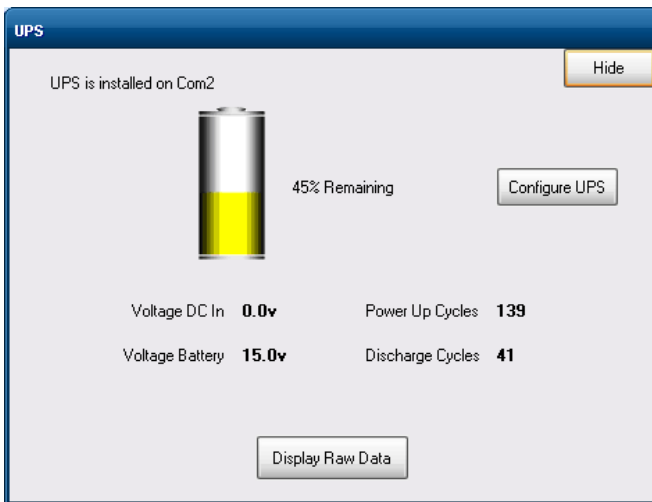 UPS
Hide
UPS is installed on Com2
45% Remaining
Configure UPS
Voltage DC In 0.0v Power Up Cycles 139
Voltage Battery 15.0v Discharge Cycles 41
Display Raw Data